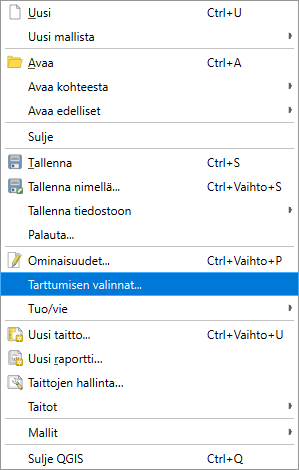 Uusi Ctrl+U
Uusi mallista
Avaa Ctrl+A
Avaa kohteesta
Avaa edelliset
Sulje
Tallenna Ctrl+S
Tallenna nimellä... Ctrl+Vaihto+S
Tallenna tiedostoon
Palauta...
Ominaisuudet... Ctrl+Vaihto+P
Tarttumisen valinnat...
Tuo/vie
Uusi taitto... Ctrl+Vaihto+U
Uusi raportti...
Taittojen hallinta...
Taitot
Mallit
Sulje QGIS Ctrl+Q